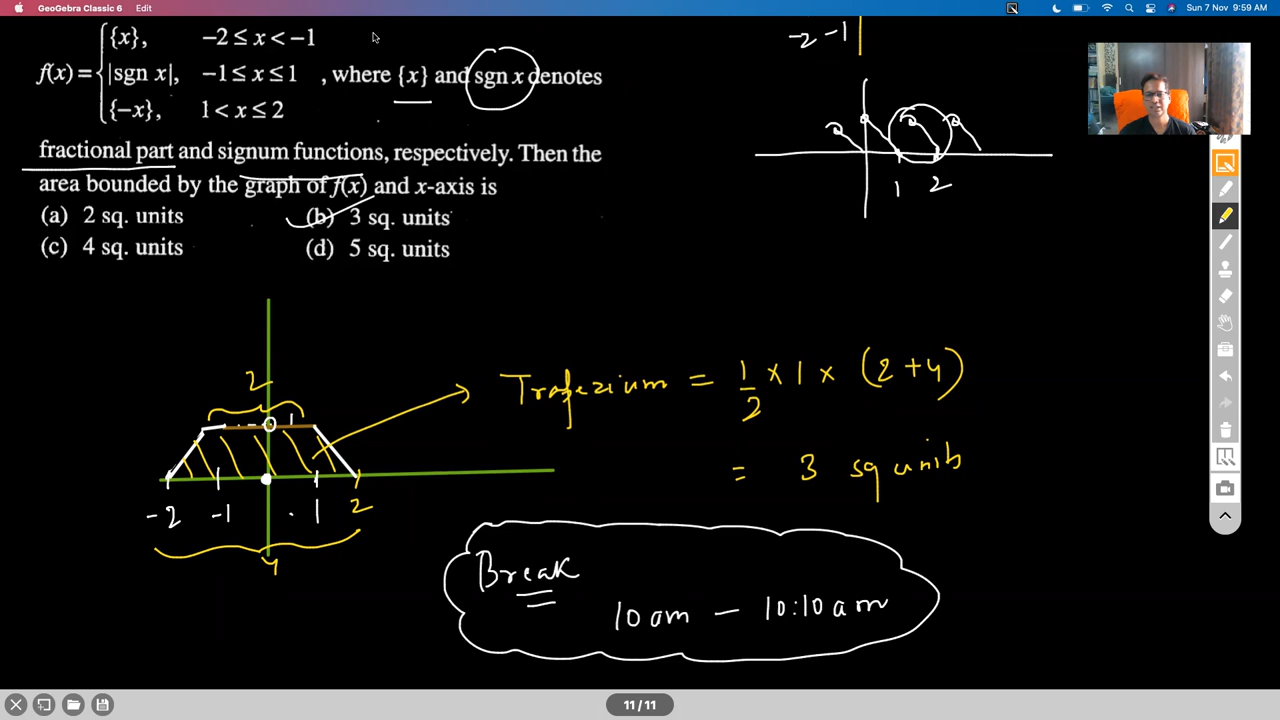 GeoGebra Classic 6 Edit Sun 7 Nov 9:59 AM
-2 -1
{x}, −2 ≤ x < −1
f(x) = |sgn x|, −1 ≤ x ≤ 1 , where {x} and sgn x denotes
{−x}, 1 < x ≤ 2
fractional part and signum functions, respectively. Then the
area bounded by the graph of f(x) and x-axis is
(a) 2 sq. units (b) 3 sq. units
(c) 4 sq. units (d) 5 sq. units
1 2
2
1
-2 -1 1 2
4
Trapezium = 1/2 × 1 × (2 + 4)
= 3 sq units
Break
10 am — 10:10 am
11 / 11